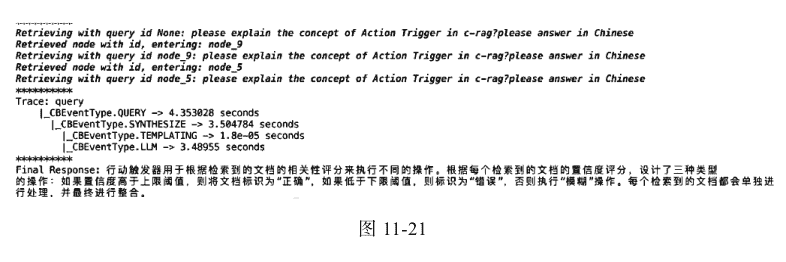 Retrieving with query id None: please explain the concept of Action Trigger in c-rag?please answer in Chinese
Retrieved node with id, entering: node_9
Retrieving with query id node_9: please explain the concept of Action Trigger in c-rag?please answer in Chinese
Retrieved node with id, entering: node_5
Retrieving with query id node_5: please explain the concept of Action Trigger in c-rag?please answer in Chinese
**********
Trace: query
|_CBEventType.QUERY -> 4.353028 seconds
|_CBEventType.SYNTHESIZE -> 3.504784 seconds
|_CBEventType.TEMPLATING -> 1.8e-05 seconds
|_CBEventType.LLM -> 3.48955 seconds
**********
Final Response: 行动触发器用于根据检索到的文档的相关性评分来执行不同的操作。根据每个检索到的文档的置信度评分，设计了三种类型
的操作：如果置信度高于上限阈值，则将文档标识为“正确”，如果低于下限阈值，则标识为“错误”，否则执行“模糊”操作。每个检索到的文档都会单独进
行处理，并最终进行整合。
图 11-21